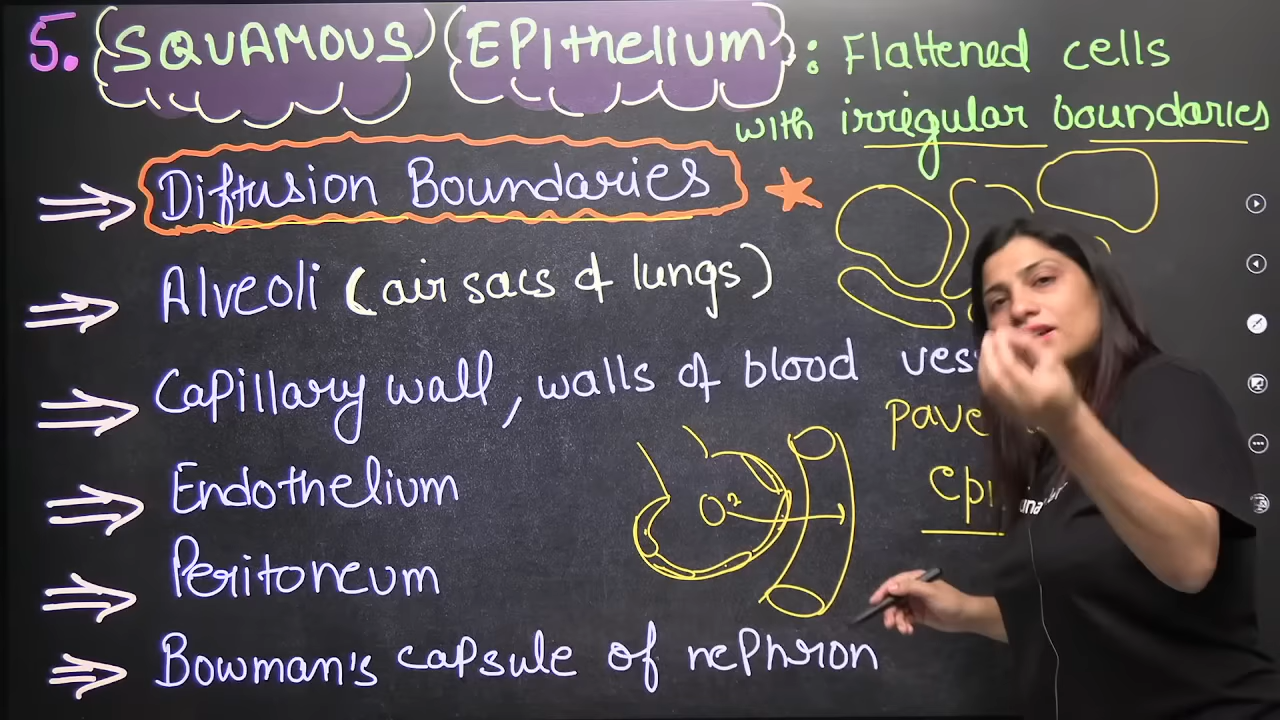 5. SQUAMOUS EPIthelium : Flattened cells
with irregular boundaries
⇒ Diffusion Boundaries ★
⇒ Alveoli (air sacs of lungs)
⇒ Capillary wall, walls of blood
⇒ Endothelium
O2
⇒ Peritoneum
⇒ Bowman's capsule of nephron